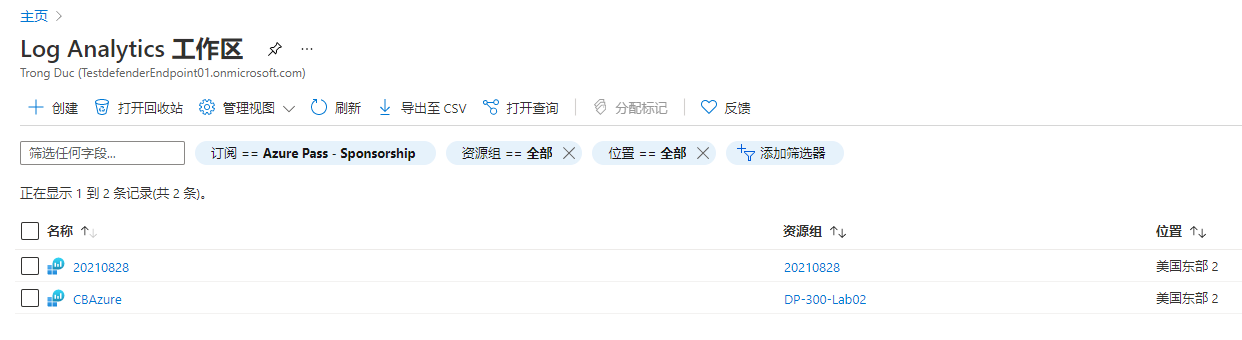 主页
Log Analytics 工作区 ...
Trong Duc (TestdefenderEndpoint01.onmicrosoft.com)
创建 打开回收站 管理视图 刷新 导出至 CSV 打开查询 分配标记 反馈
筛选任何字段... 订阅 == Azure Pass - Sponsorship 资源组 == 全部 位置 == 全部 添加筛选器
正在显示 1 到 2 条记录(共 2 条)。
名称 资源组 位置
20210828 20210828 美国东部 2
CBAzure DP-300-Lab02 美国东部 2